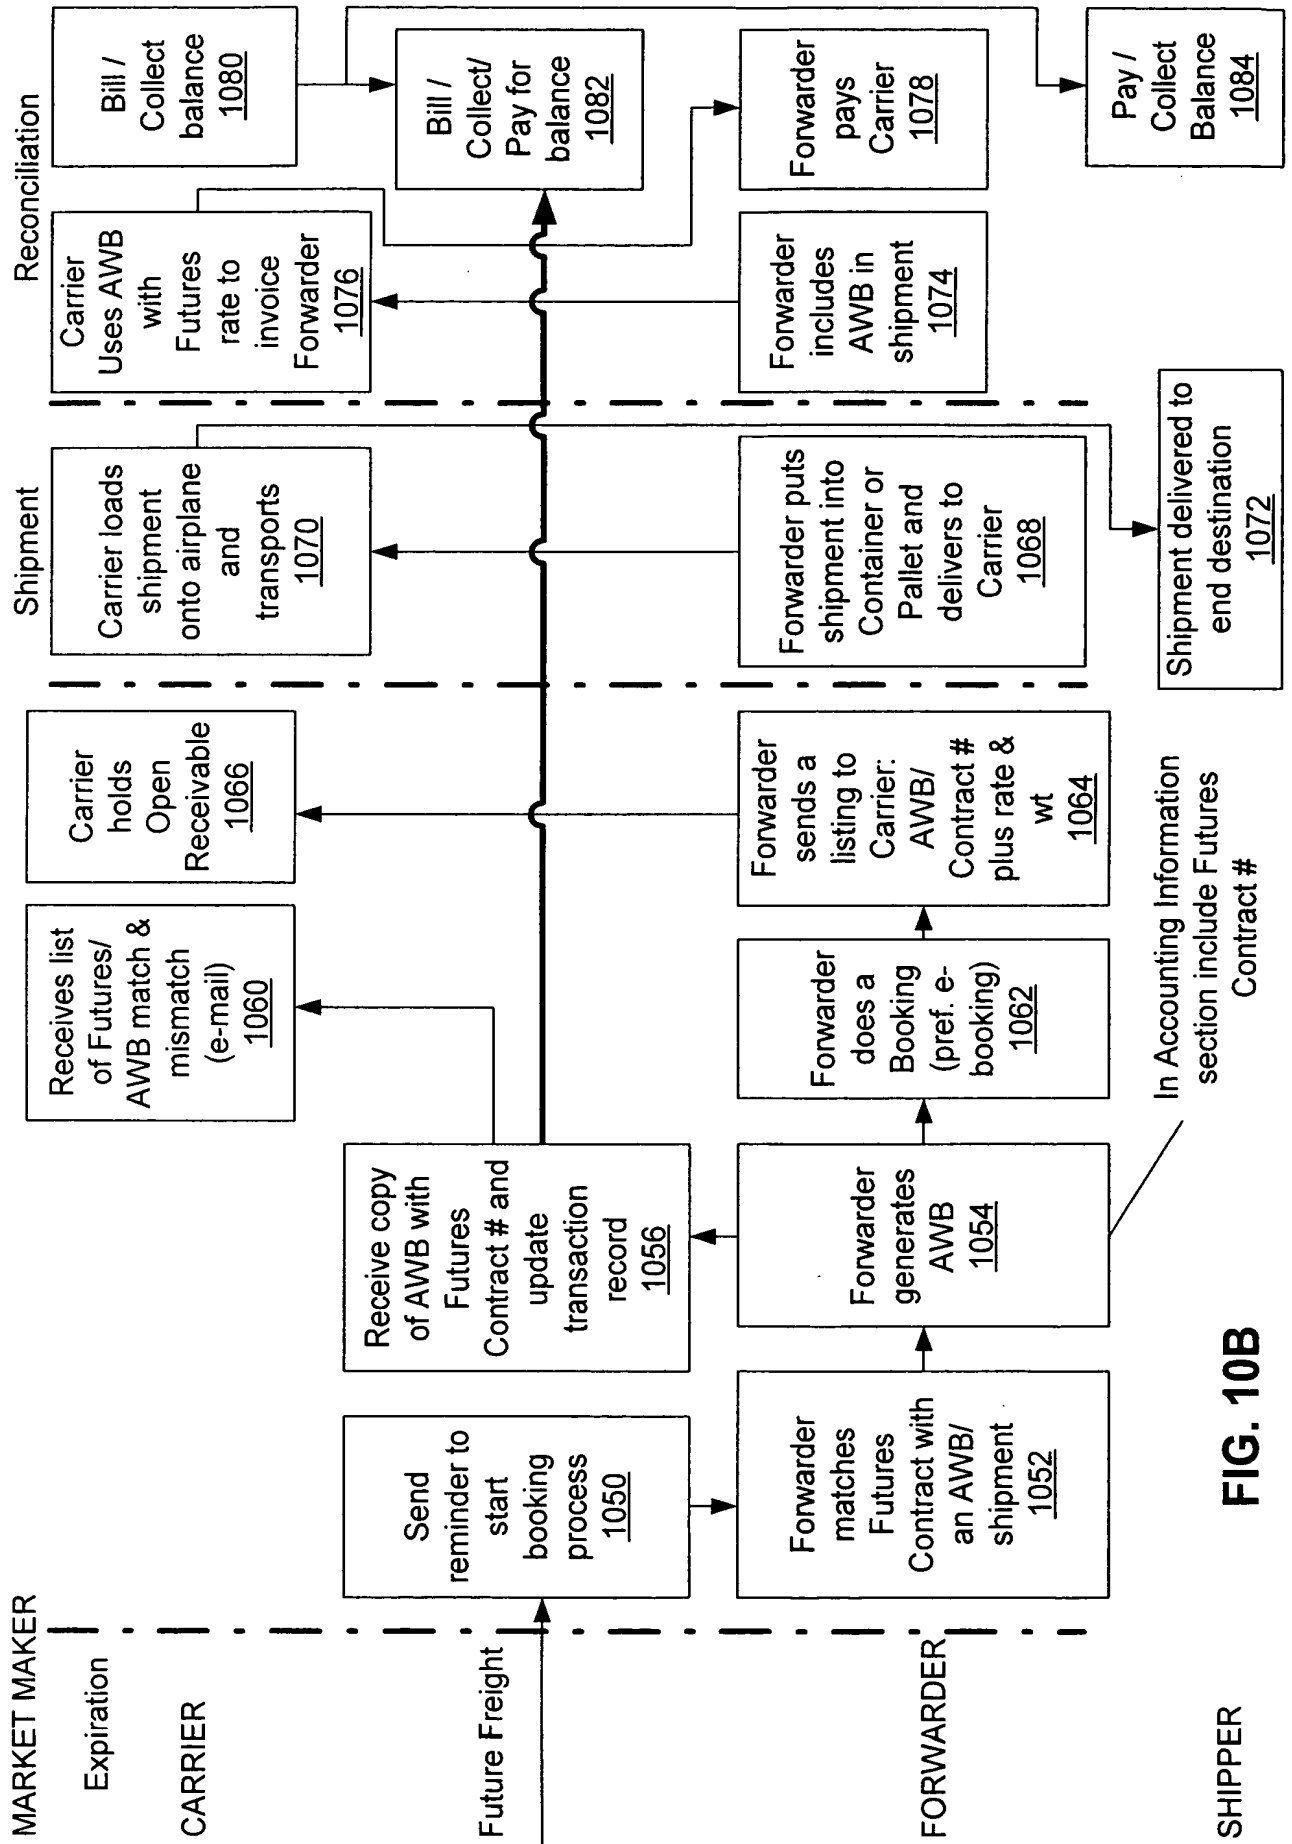 MARKET MAKER
Expiration
CARRIER
Future Freight
FORWARDER
SHIPPER
Send
reminder to
start
booking
process
1050
Forwarder
matches
Futures
Contract with
an AWB/
shipment
1052
Receive copy
of AWB with
Futures
Contract # and
update
transaction
record
1056
Forwarder
generates
AWB
1054
In Accounting Information
section include Futures
Contract #
Receives list
of Futures/
AWB match &
mismatch
(e-mail)
1060
Forwarder
does a
Booking
(pref. e-
booking)
1062
Carrier
holds
Open
Receivable
1066
Forwarder
sends a
listing to
Carrier:
AWB/
Contract #
plus rate &
wt
1064
Shipment
Carrier loads
shipment
onto airplane
and
transports
1070
Forwarder puts
shipment into
Container or
Pallet and
delivers to
Carrier
1068
Shipment delivered to
end destination
1072
Reconciliation
Carrier
Uses AWB
with
Futures
rate to
invoice
Forwarder
1076
Forwarder
includes
AWB in
shipment
1074
Bill /
Collect
balance
1080
Bill /
Collect/
Pay for
balance
1082
Forwarder
pays
Carrier
1078
Pay /
Collect
Balance
1084
FIG. 10B